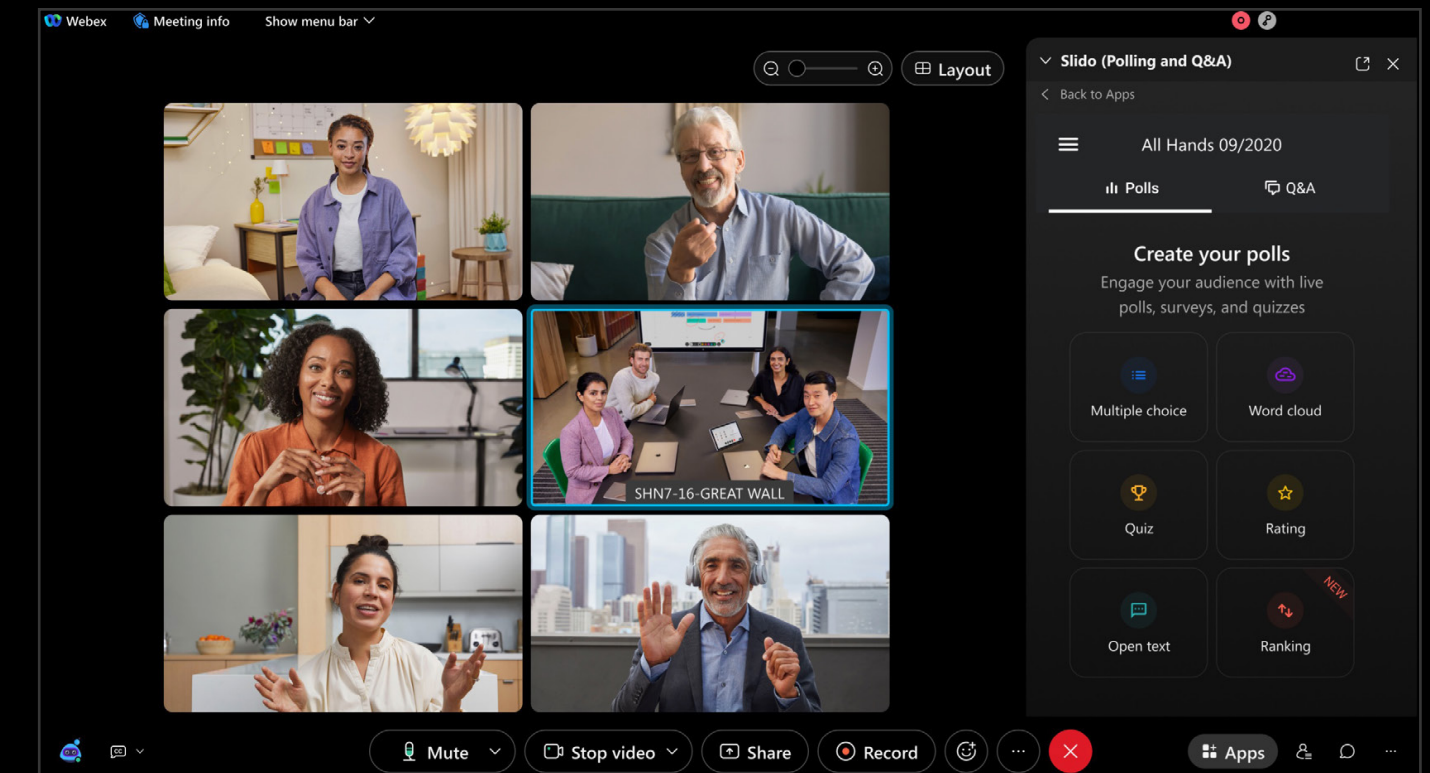 Webex
Meeting info
Show menu bar
Layout
SHN7-16-GREAT WALL
Slido (Polling and Q&A)
Back to Apps
All Hands 09/2020
Polls
Q&A
Create your polls
Engage your audience with live
polls, surveys, and quizzes
Multiple choice
Word cloud
Quiz
Rating
NEW
Open text
Ranking
CC
Mute
Stop video
Share
Record
Apps